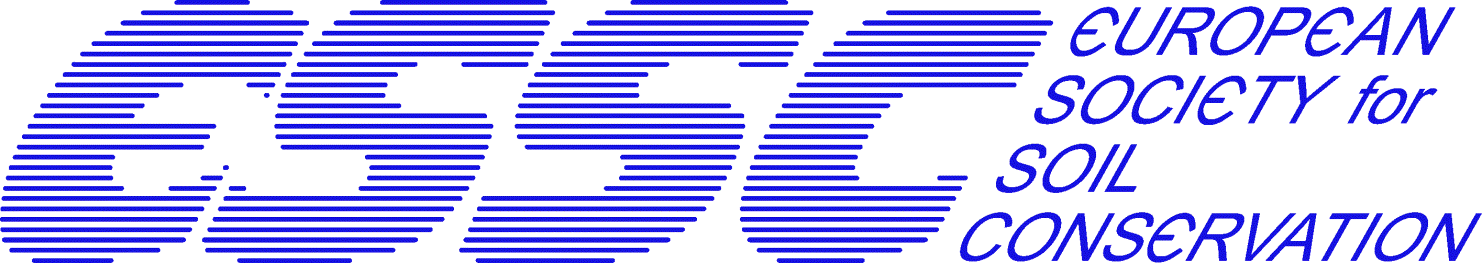 ESSC
EUROPEAN
SOCIETY for
SOIL
CONSERVATION